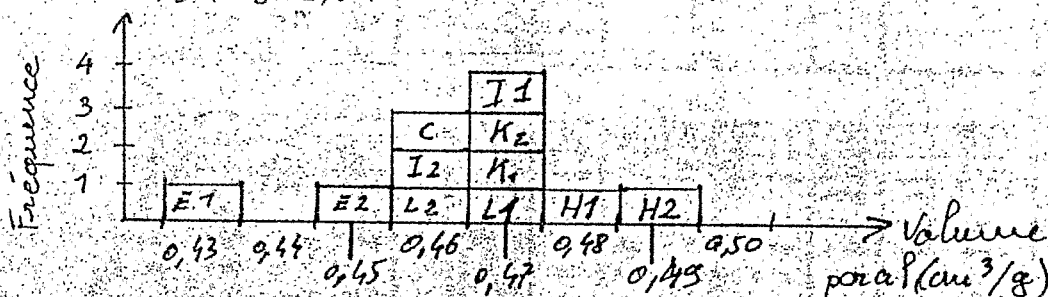 Fréquence
4
3
2
1
I1
C K2
I2 K1
E1 E2 L2 L1 H1 H2
0,43 0,44 0,45 0,46 0,47 0,48 0,49 0,50
Volume
poral (cm³/g)